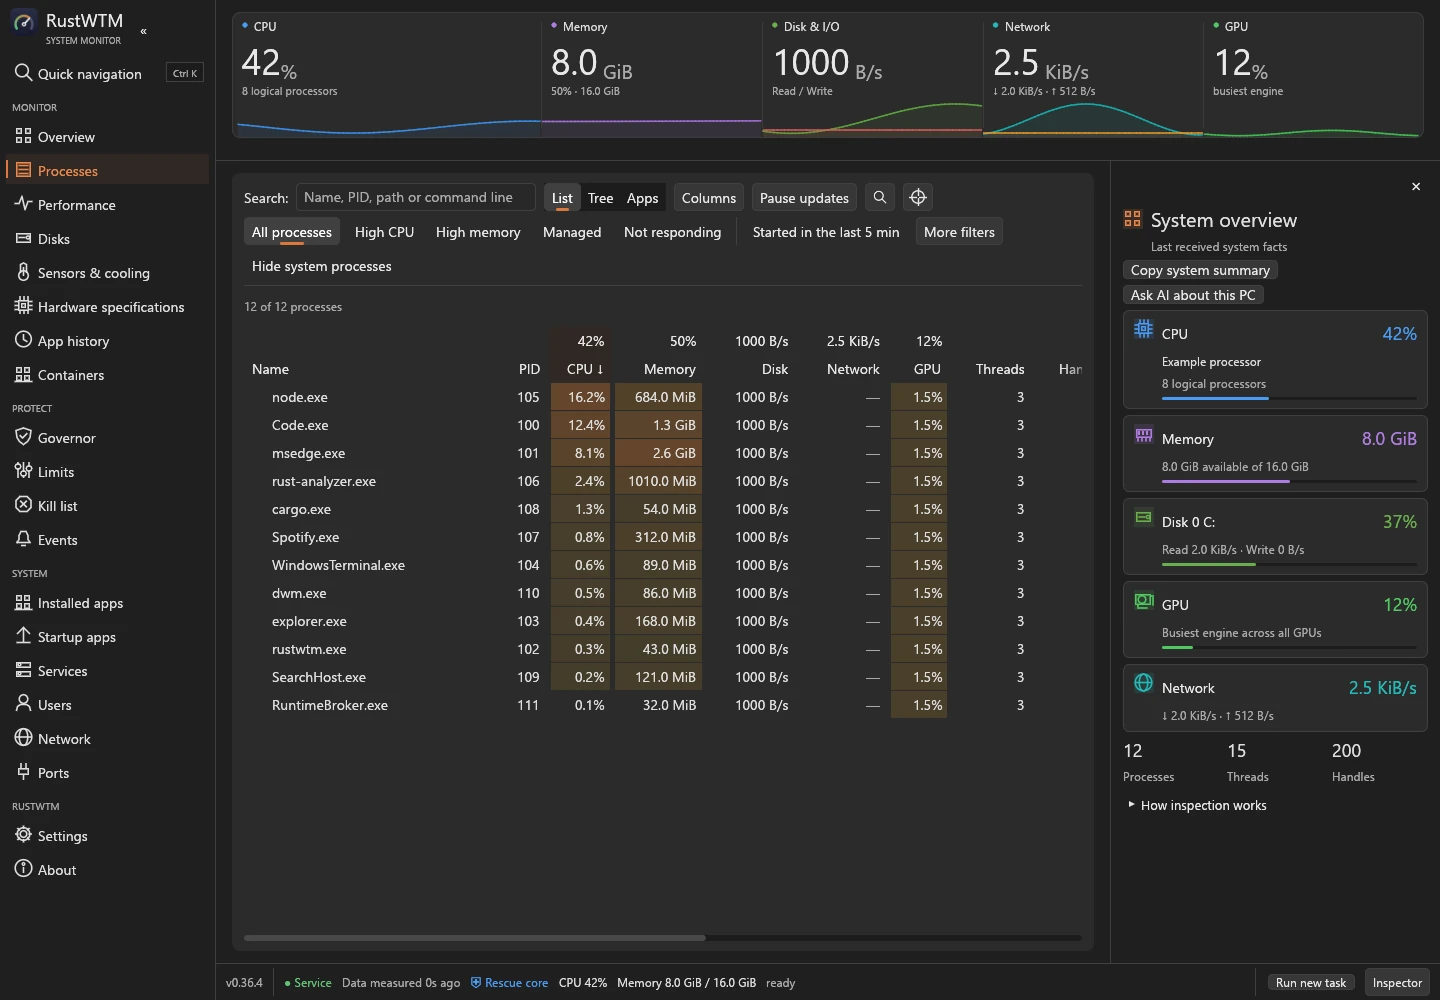 RustWTM
SYSTEM MONITOR
«
Quick navigation Ctrl K
MONITOR
Overview
Processes
Performance
Disks
Sensors & cooling
Hardware specifications
App history
Containers
PROTECT
Governor
Limits
Kill list
Events
SYSTEM
Installed apps
Startup apps
Services
Users
Network
Ports
RUSTWTM
Settings
About
CPU
42%
8 logical processors
Memory
8.0 GiB
50% · 16.0 GiB
Disk & I/O
1000 B/s
Read / Write
Network
2.5 KiB/s
↓ 2.0 KiB/s · ↑ 512 B/s
GPU
12%
busiest engine
Search: Name, PID, path or command line List Tree Apps Columns Pause updates
All processes High CPU High memory Managed Not responding Started in the last 5 min More filters
Hide system processes
12 of 12 processes
42% 50% 1000 B/s 2.5 KiB/s 12%
Name PID CPU ↓ Memory Disk Network GPU Threads Han
node.exe 105 16.2% 684.0 MiB 1000 B/s — 1.5% 3
Code.exe 100 12.4% 1.3 GiB 1000 B/s — 1.5% 3
msedge.exe 101 8.1% 2.6 GiB 1000 B/s — 1.5% 3
rust-analyzer.exe 106 2.4% 1010.0 MiB 1000 B/s — 1.5% 3
cargo.exe 108 1.3% 54.0 MiB 1000 B/s — 1.5% 3
Spotify.exe 107 0.8% 312.0 MiB 1000 B/s — 1.5% 3
WindowsTerminal.exe 104 0.6% 89.0 MiB 1000 B/s — 1.5% 3
dwm.exe 110 0.5% 86.0 MiB 1000 B/s — 1.5% 3
explorer.exe 103 0.4% 168.0 MiB 1000 B/s — 1.5% 3
rustwtm.exe 102 0.3% 43.0 MiB 1000 B/s — 1.5% 3
SearchHost.exe 109 0.2% 121.0 MiB 1000 B/s — 1.5% 3
RuntimeBroker.exe 111 0.1% 32.0 MiB 1000 B/s — 1.5% 3
×
System overview
Last received system facts
Copy system summary
Ask AI about this PC
CPU 42%
Example processor
8 logical processors
Memory 8.0 GiB
8.0 GiB available of 16.0 GiB
Disk 0 C: 37%
Read 2.0 KiB/s · Write 0 B/s
GPU 12%
Busiest engine across all GPUs
Network 2.5 KiB/s
↓ 2.0 KiB/s · ↑ 512 B/s
12 15 200
Processes Threads Handles
How inspection works
v0.36.4 Service Data measured 0s ago Rescue core CPU 42% Memory 8.0 GiB / 16.0 GiB ready Run new task Inspector